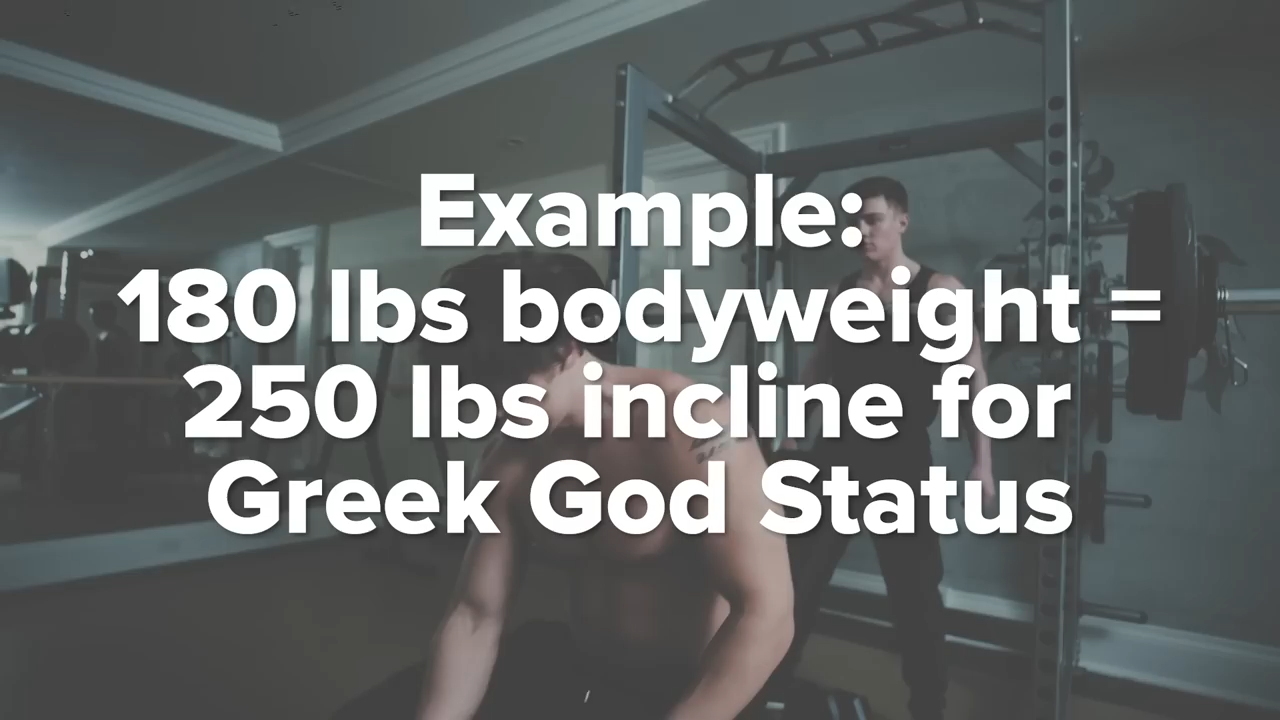 Example:
180 lbs bodyweight =
250 lbs incline for
Greek God Status